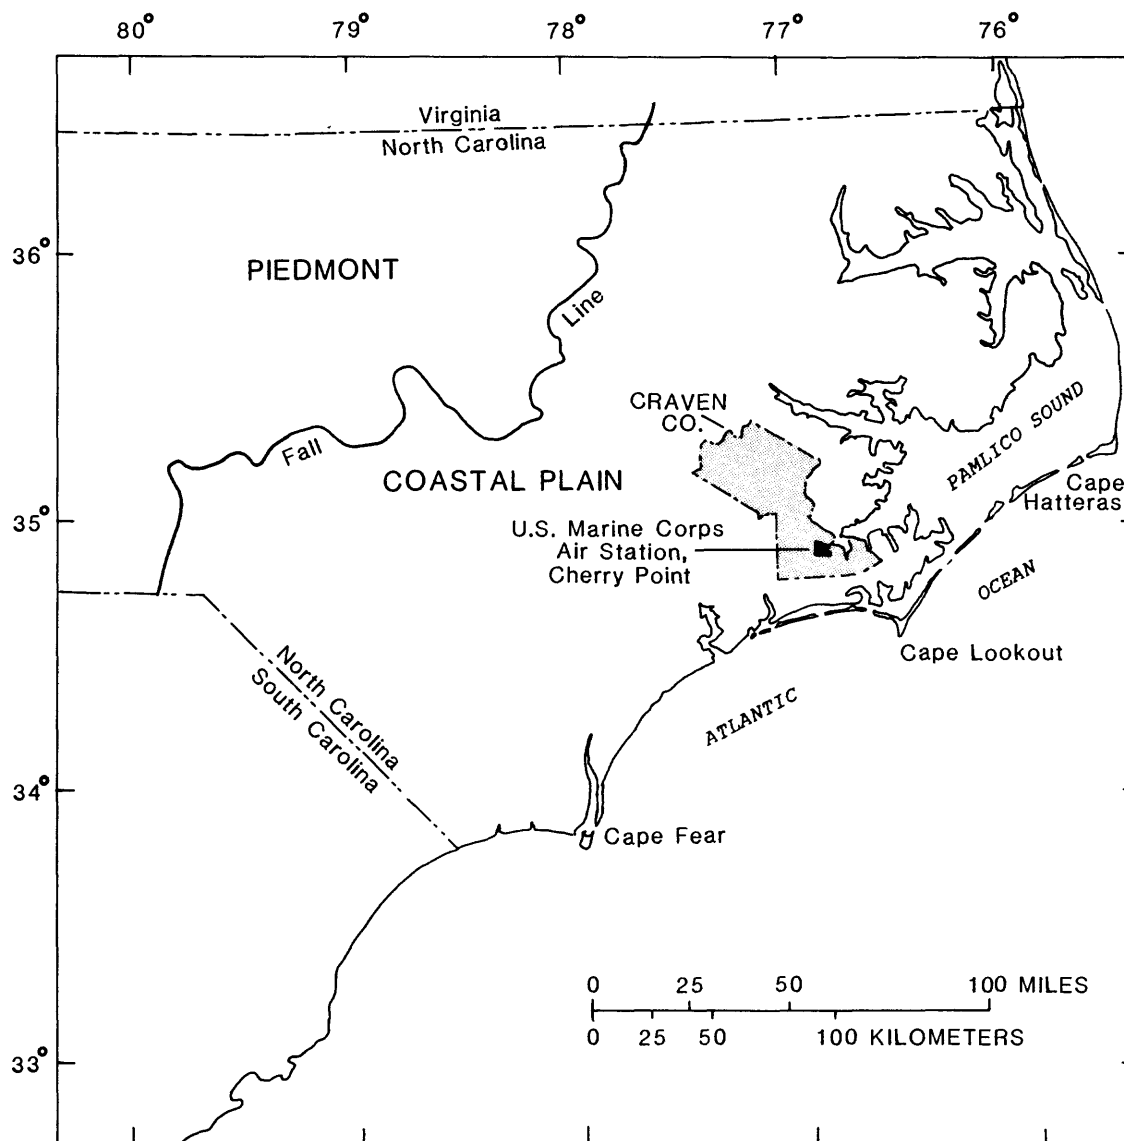 80° 79° 78° 77° 76°
Virginia
North Carolina
36°
PIEDMONT
Fall Line
CRAVEN
CO.
PAMLICO SOUND
COASTAL PLAIN
Cape
Hatteras
35°
U.S. Marine Corps
Air Station,
Cherry Point
OCEAN
Cape Lookout
North Carolina
South Carolina
ATLANTIC
34°
Cape Fear
0 25 50 100 MILES
0 25 50 100 KILOMETERS
33°